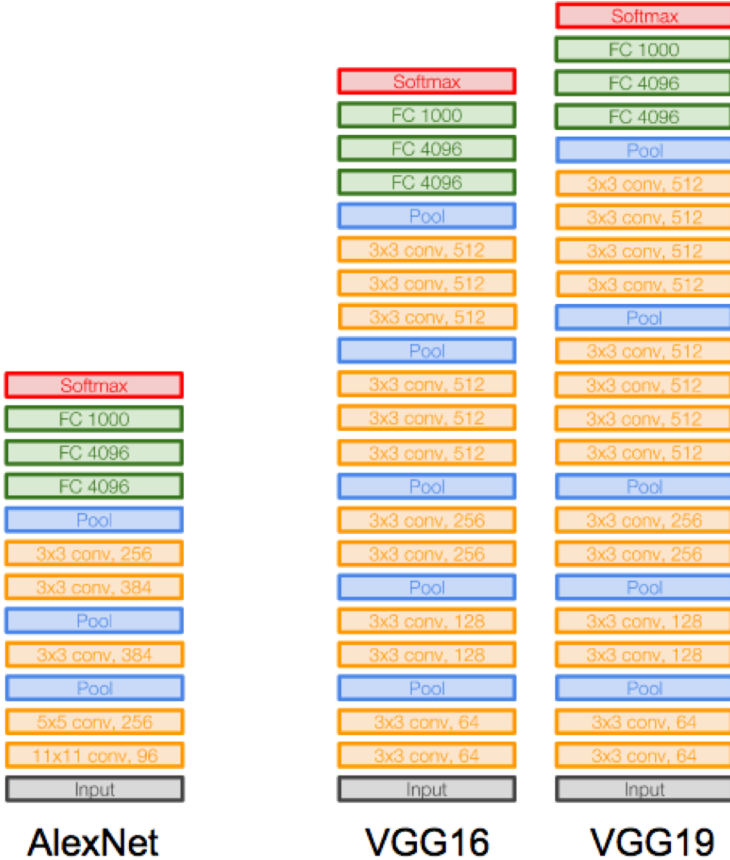 Softmax
FC 1000
FC 4096
FC 4096
Pool
3x3 conv, 256
3x3 conv, 384
Pool
3x3 conv, 384
Pool
5x5 conv, 256
11x11 conv, 96
Input
AlexNet
Softmax
FC 1000
FC 4096
FC 4096
Pool
3x3 conv, 512
3x3 conv, 512
3x3 conv, 512
Pool
3x3 conv, 512
3x3 conv, 512
3x3 conv, 512
Pool
3x3 conv, 256
3x3 conv, 256
Pool
3x3 conv, 128
3x3 conv, 128
Pool
3x3 conv, 64
3x3 conv, 64
Input
VGG16
Softmax
FC 1000
FC 4096
FC 4096
Pool
3x3 conv, 512
3x3 conv, 512
3x3 conv, 512
3x3 conv, 512
Pool
3x3 conv, 512
3x3 conv, 512
3x3 conv, 512
3x3 conv, 512
Pool
3x3 conv, 256
3x3 conv, 256
Pool
3x3 conv, 128
3x3 conv, 128
Pool
3x3 conv, 64
3x3 conv, 64
Input
VGG19